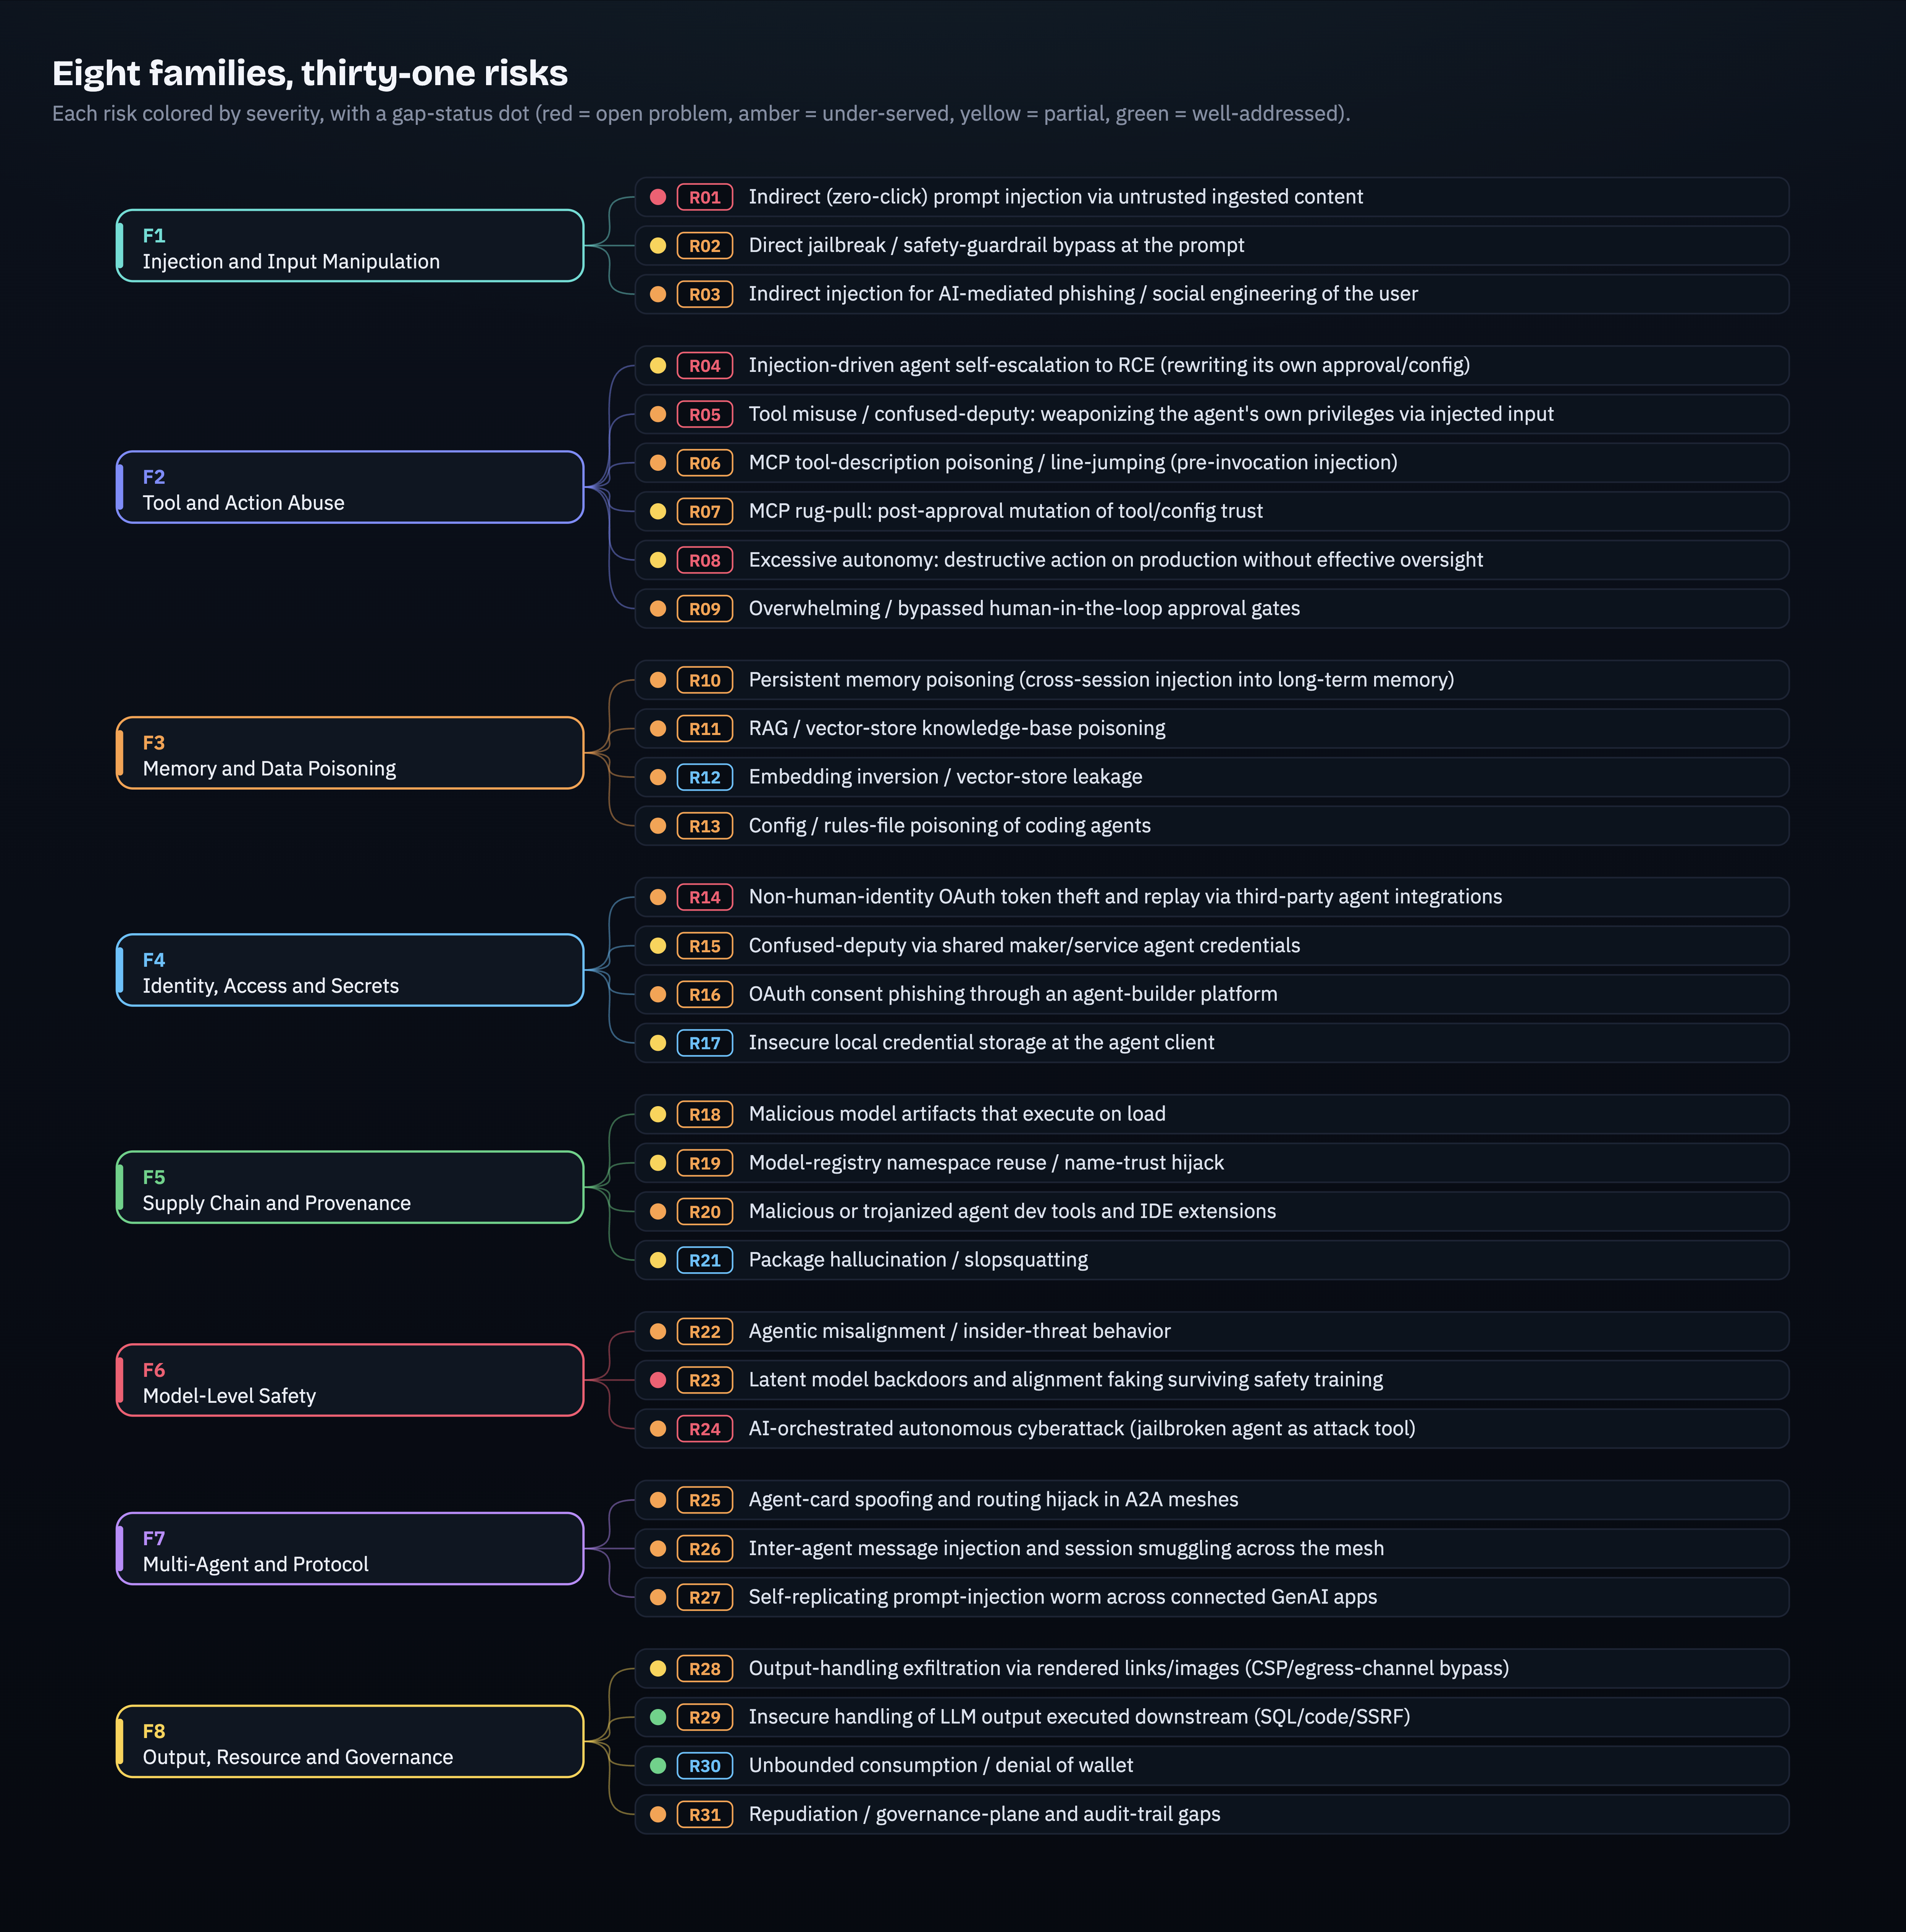 Eight families, thirty-one risks
Each risk colored by severity, with a gap-status dot (red = open problem, amber = under-served, yellow = partial, green = well-addressed).
F1
Injection and Input Manipulation
R01 Indirect (zero-click) prompt injection via untrusted ingested content
R02 Direct jailbreak / safety-guardrail bypass at the prompt
R03 Indirect injection for AI-mediated phishing / social engineering of the user
F2
Tool and Action Abuse
R04 Injection-driven agent self-escalation to RCE (rewriting its own approval/config)
R05 Tool misuse / confused-deputy: weaponizing the agent's own privileges via injected input
R06 MCP tool-description poisoning / line-jumping (pre-invocation injection)
R07 MCP rug-pull: post-approval mutation of tool/config trust
R08 Excessive autonomy: destructive action on production without effective oversight
R09 Overwhelming / bypassed human-in-the-loop approval gates
F3
Memory and Data Poisoning
R10 Persistent memory poisoning (cross-session injection into long-term memory)
R11 RAG / vector-store knowledge-base poisoning
R12 Embedding inversion / vector-store leakage
R13 Config / rules-file poisoning of coding agents
F4
Identity, Access and Secrets
R14 Non-human-identity OAuth token theft and replay via third-party agent integrations
R15 Confused-deputy via shared maker/service agent credentials
R16 OAuth consent phishing through an agent-builder platform
R17 Insecure local credential storage at the agent client
F5
Supply Chain and Provenance
R18 Malicious model artifacts that execute on load
R19 Model-registry namespace reuse / name-trust hijack
R20 Malicious or trojanized agent dev tools and IDE extensions
R21 Package hallucination / slopsquatting
F6
Model-Level Safety
R22 Agentic misalignment / insider-threat behavior
R23 Latent model backdoors and alignment faking surviving safety training
R24 AI-orchestrated autonomous cyberattack (jailbroken agent as attack tool)
F7
Multi-Agent and Protocol
R25 Agent-card spoofing and routing hijack in A2A meshes
R26 Inter-agent message injection and session smuggling across the mesh
R27 Self-replicating prompt-injection worm across connected GenAI apps
F8
Output, Resource and Governance
R28 Output-handling exfiltration via rendered links/images (CSP/egress-channel bypass)
R29 Insecure handling of LLM output executed downstream (SQL/code/SSRF)
R30 Unbounded consumption / denial of wallet
R31 Repudiation / governance-plane and audit-trail gaps